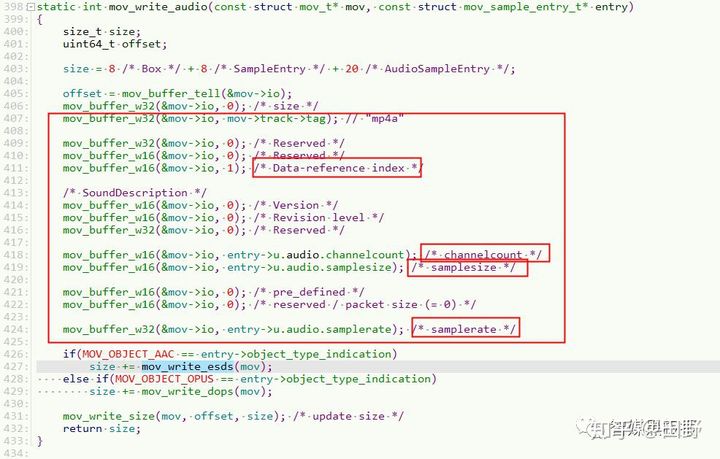 398: static int mov_write_audio(const struct mov_t* mov, const struct mov_sample_entry_t* entry)
399: {
400: size_t size;
401: uint64_t offset;
402:
403: size = 8 /* Box */ + 8 /* SampleEntry */ + 20 /* AudioSampleEntry */;
404:
405: offset = mov_buffer_tell(&mov->io);
406: mov_buffer_w32(&mov->io, 0); /* size */
407: mov_buffer_w32(&mov->io, mov->track->tag); // "mp4a"
408:
409: mov_buffer_w32(&mov->io, 0); /* Reserved */
410: mov_buffer_w16(&mov->io, 0); /* Reserved */
411: mov_buffer_w16(&mov->io, 1); /* Data-reference index */
412:
413: /* SoundDescription */
414: mov_buffer_w16(&mov->io, 0); /* Version */
415: mov_buffer_w16(&mov->io, 0); /* Revision level */
416: mov_buffer_w32(&mov->io, 0); /* Reserved */
417:
418: mov_buffer_w16(&mov->io, entry->u.audio.channelcount); /* channelcount */
419: mov_buffer_w16(&mov->io, entry->u.audio.samplesize); /* samplesize */
420:
421: mov_buffer_w16(&mov->io, 0); /* pre_defined */
422: mov_buffer_w16(&mov->io, 0); /* reserved / packet size (= 0) */
423:
424: mov_buffer_w32(&mov->io, entry->u.audio.samplerate); /* samplerate */
425:
426: if(MOV_OBJECT_AAC == entry->object_type_indication)
427: size += mov_write_esds(mov);
428: else if(MOV_OBJECT_OPUS == entry->object_type_indication)
429: size += mov_write_dops(mov);
430:
431: mov_write_size(mov, offset, size); /* update size */
432: return size;
433: }
434: